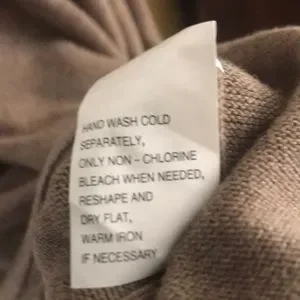 HAND WASH COLD
SEPARATELY,
ONLY NON - CHLORINE
BLEACH WHEN NEEDED,
RESHAPE AND
DRY FLAT,
WARM IRON
IF NECESSARY